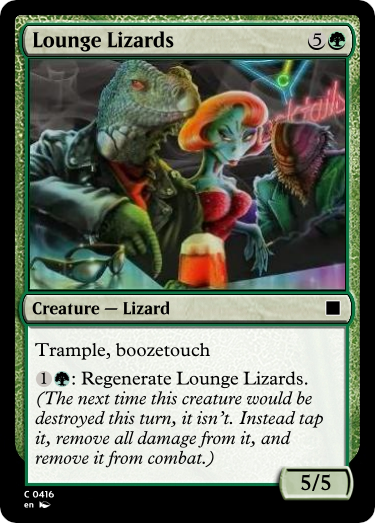 Lounge Lizards 5
cocktails
Creature — Lizard
Trample, boozetouch
1 : Regenerate Lounge Lizards.
(The next time this creature would be
destroyed this turn, it isn't. Instead tap
it, remove all damage from it, and
remove it from combat.)
5/5
C 0416
en